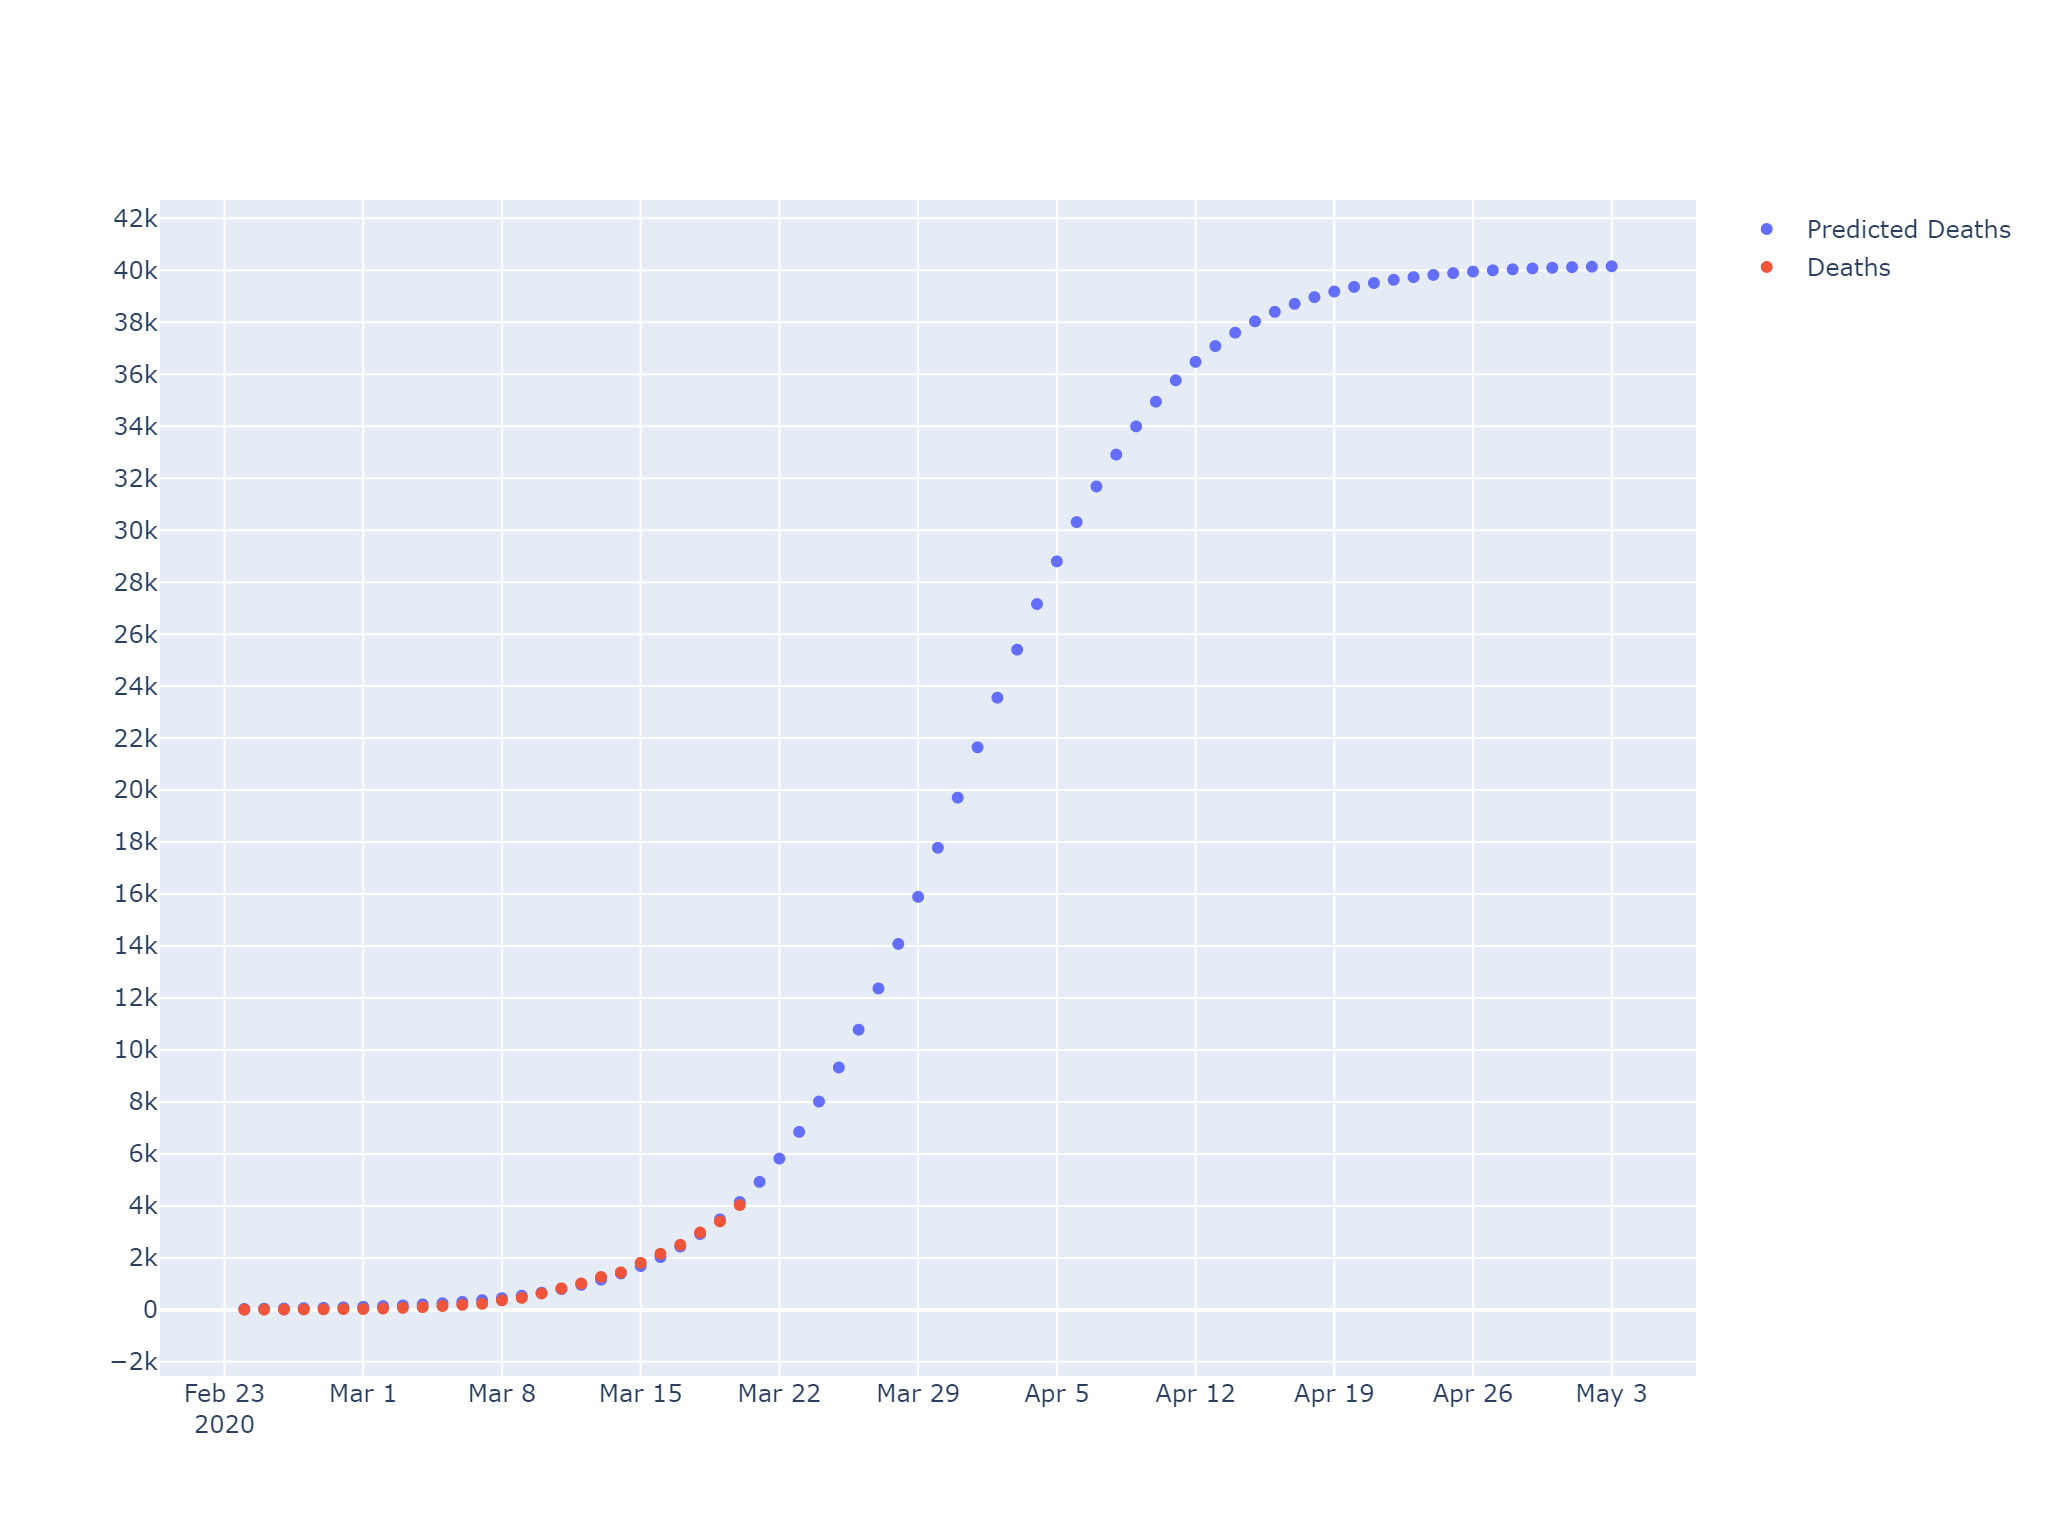 42k
40k
38k
36k
34k
32k
30k
28k
26k
24k
22k
20k
18k
16k
14k
12k
10k
8k
6k
4k
2k
0
−2k
Feb 23 Mar 1 Mar 8 Mar 15 Mar 22 Mar 29 Apr 5 Apr 12 Apr 19 Apr 26 May 3
2020
Predicted Deaths
Deaths